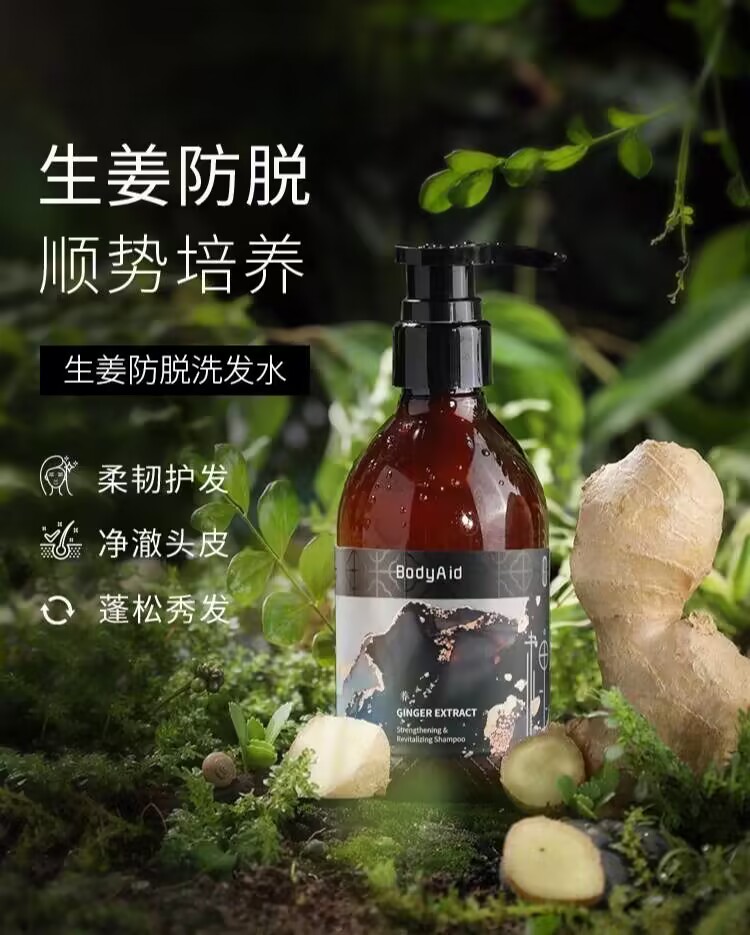 生姜防脱
顺势培养
生姜防脱洗发水
柔韧护发
净澈头皮
蓬松秀发
BodyAid
养
GINGER EXTRACT
Strengthening &
Revitalizing Shampoo